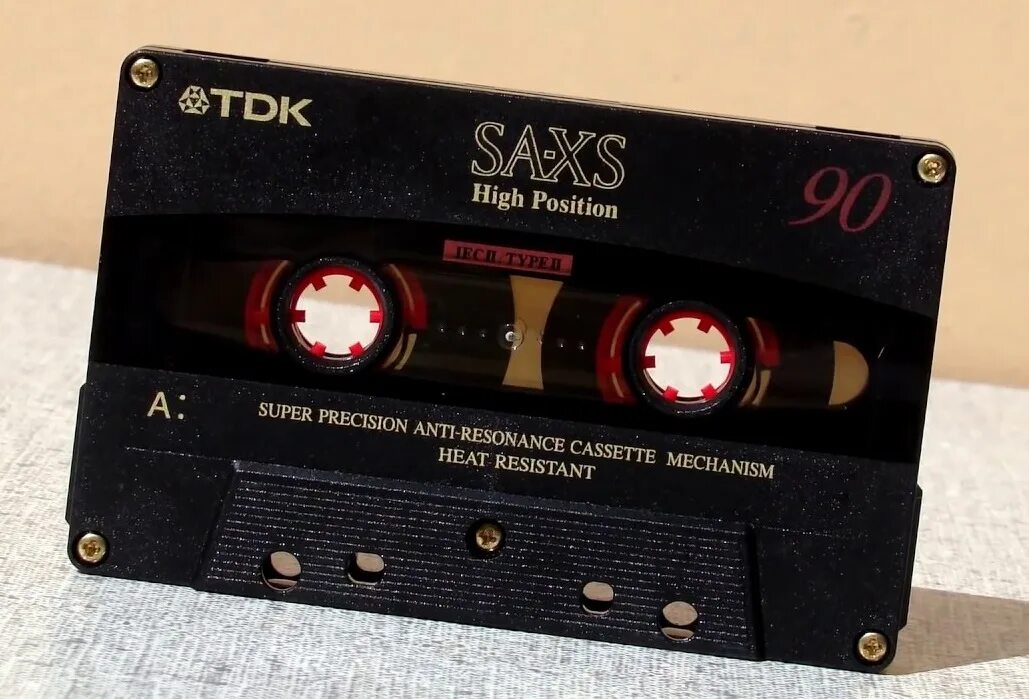 TDK
SA-XS
High Position
90
IEC II. TYPE II
A:
SUPER PRECISION ANTI-RESONANCE CASSETTE MECHANISM
HEAT RESISTANT